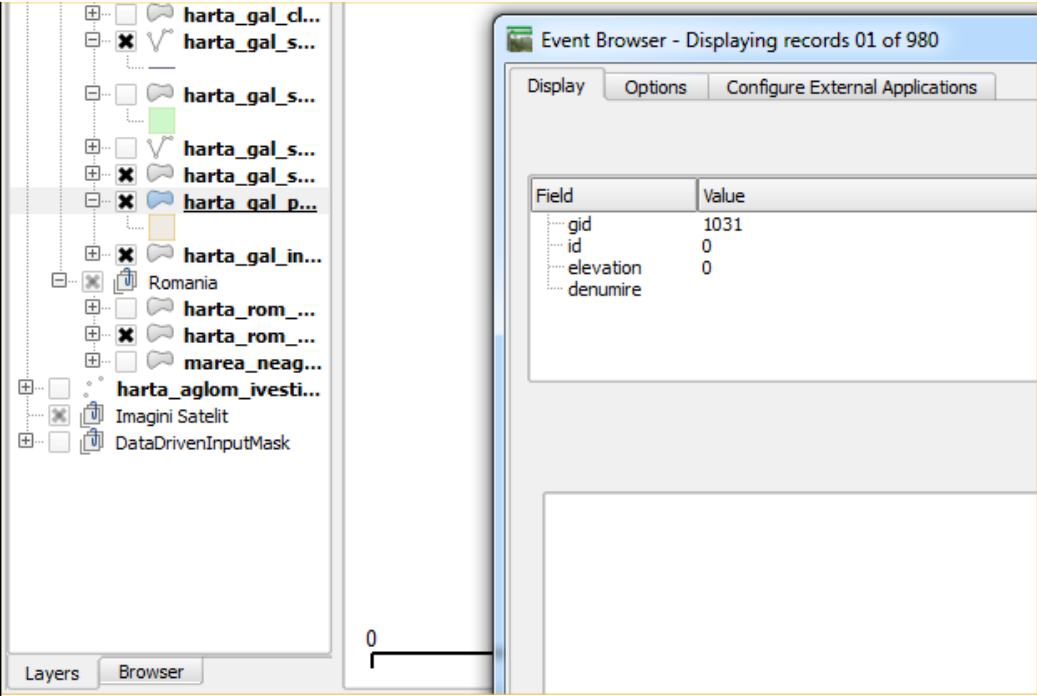 harta_gal_cl...
harta_gal_s...
harta_gal_s...
harta_gal_s...
harta_gal_s...
harta_gal_p...
harta_gal_in...
Romania
harta_rom_...
harta_rom_...
marea_neag...
harta_aglom_ivesti...
Imagini Satelit
DataDrivenInputMask
Layers
Browser
0
Event Browser - Displaying records 01 of 980
Display
Options
Configure External Applications
Field Value
gid 1031
id 0
elevation 0
denumire